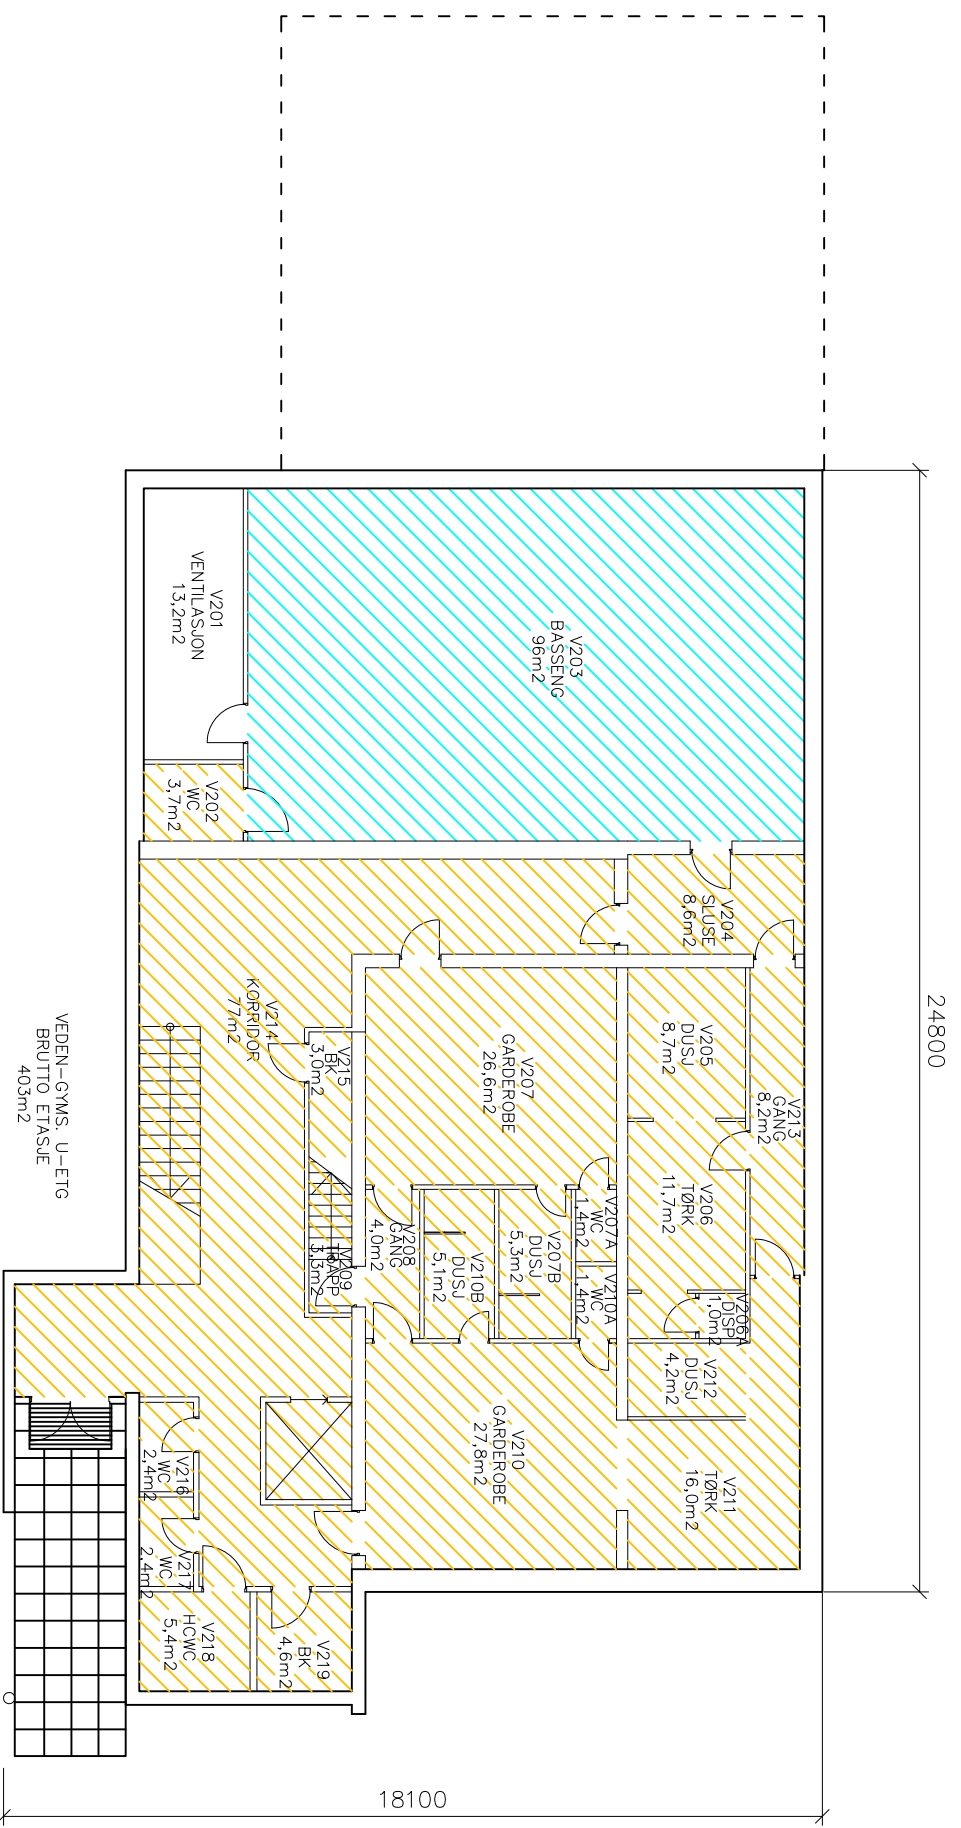 24800
18100
V201
VENTILASJON
13,2m2
V202
WC
3,7m2
V203
BASSENG
96m2
V204
SLUSE
8,6m2
V205
DUSJ
8,7m2
V213
GANG
8,2m2
V206
TØRK
11,7m2
V206A
DISP
1,0m2
V212
DUSJ
4,2m2
V211
TØRK
16,0m2
V207
GARDEROBE
26,6m2
V207A
WC
1,4m2
V210A
WC
1,4m2
V207B
DUSJ
5,3m2
V210B
DUSJ
5,1m2
V208
GANG
4,0m2
V209
TRAPP
3,3m2
V210
GARDEROBE
27,8m2
V214
KORRIDOR
77m2
V215
BK
3,0m2
V216
WC
2,4m2
V217
WC
2,4m2
V218
HCWC
5,4m2
V219
BK
4,6m2
VEDEN-GYMS. U-ETG
BRUTTO ETASJE
403m2